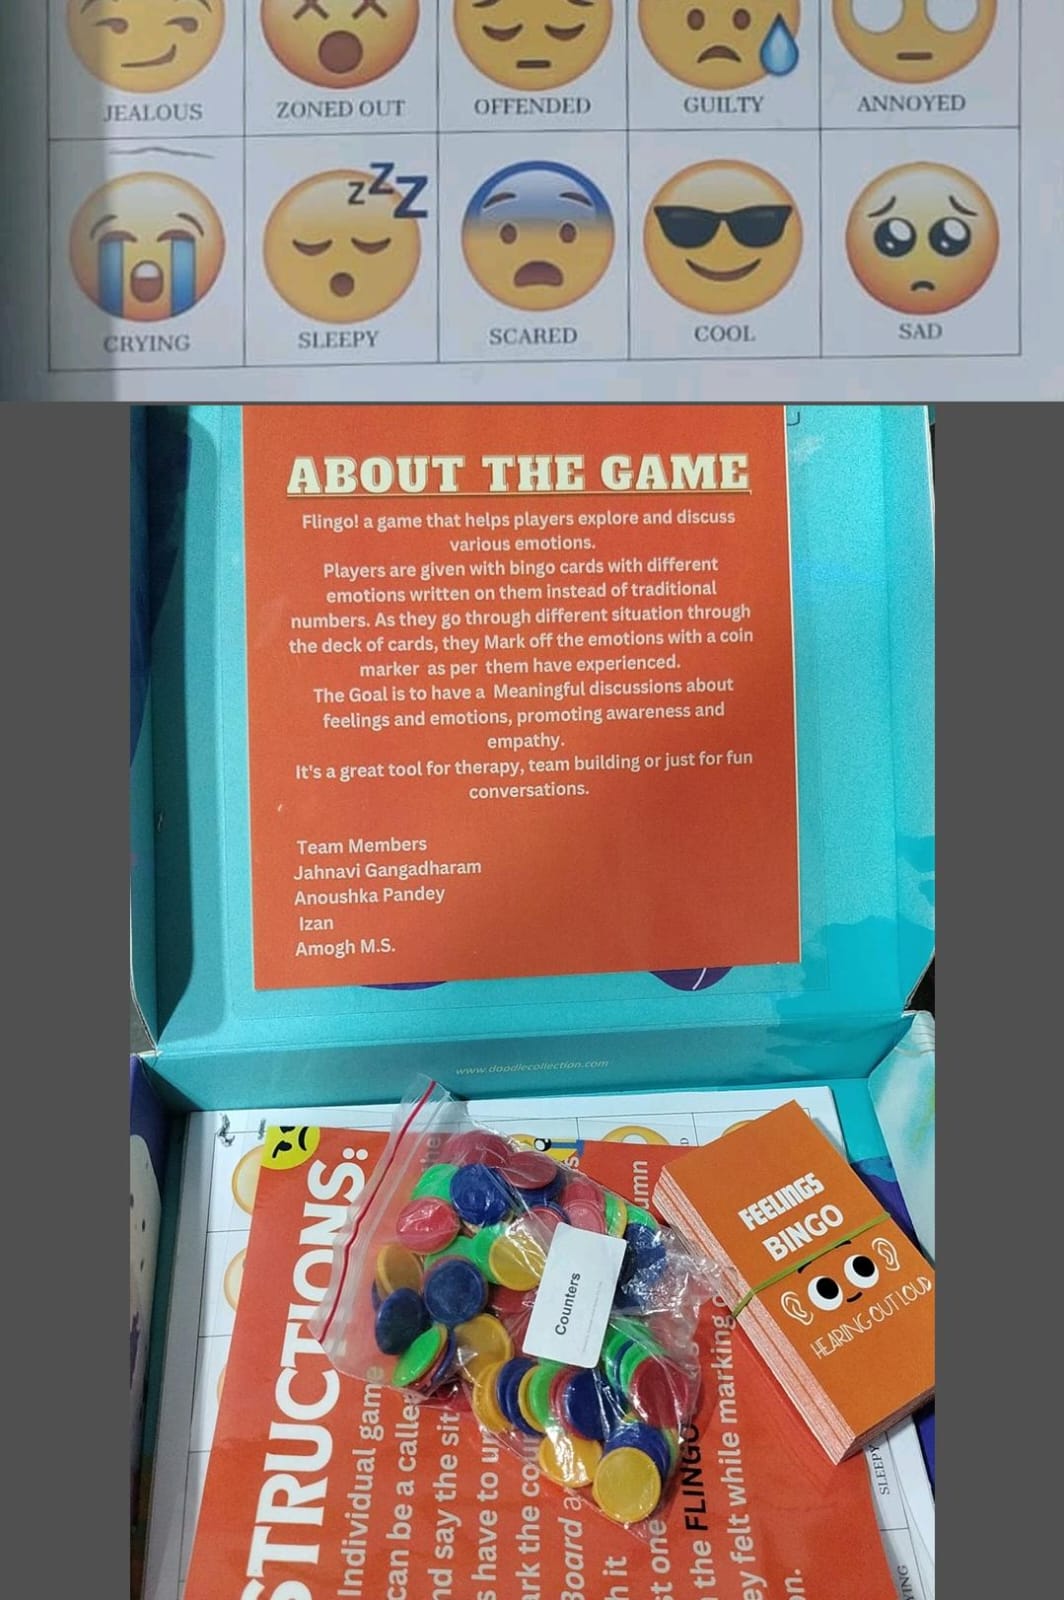 JEALOUS ZONED OUT OFFENDED GUILTY ANNOYED
zZZ
CRYING SLEEPY SCARED COOL SAD
ABOUT THE GAME
Flingo! a game that helps players explore and discuss
various emotions.
Players are given with bingo cards with different
emotions written on them instead of traditional
numbers. As they go through different situation through
the deck of cards, they Mark off the emotions with a coin
marker as per them have experienced.
The Goal is to have a Meaningful discussions about
feelings and emotions, promoting awareness and
empathy.
It's a great tool for therapy, team building or just for fun
conversations.
Team Members
Jahnavi Gangadharam
Anoushka Pandey
Izan
Amogh M.S.
www.doodlecollection.com
STRUCTIONS:
Individual game
can be a caller
nd say the sit
s have to
ark the
Board
h it
st one
the FLINGO
ey felt while marking
on.
the
umn
Counters
FEELINGS
BINGO
HEARING OUT LOUD
SLEEPY